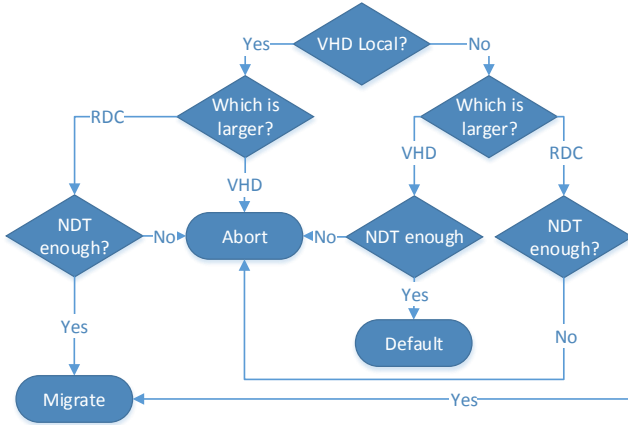 VHD Local?
Yes
No
Which is
larger?
Which is
larger?
RDC
VHD
VHD
RDC
NDT
enough?
No
Abort
No
NDT enough
NDT
enough?
Yes
Yes
No
Default
Migrate
Yes